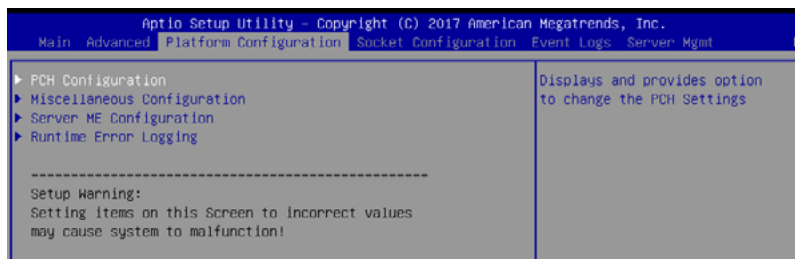 Aptio Setup Utility – Copyright (C) 2017 American Megatrends, Inc.
Main Advanced Platform Configuration Socket Configuration Event Logs Server Mgmt
PCH Configuration
Miscellaneous Configuration
Server ME Configuration
Runtime Error Logging
--------------------------------------------------
Setup Warning:
Setting items on this Screen to incorrect values
may cause system to malfunction!
Displays and provides option
to change the PCH Settings